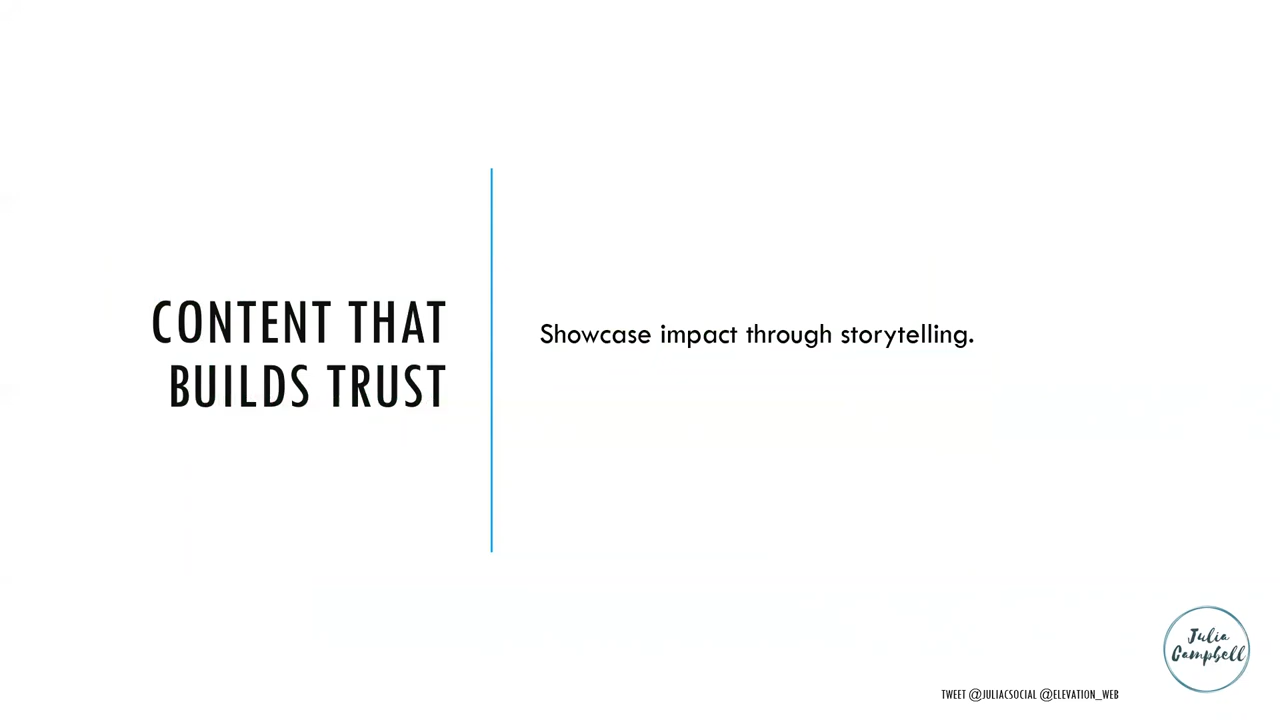 CONTENT THAT
BUILDS TRUST
Showcase impact through storytelling.
Julia
Campbell
TWEET @JULIACSOCIAL @ELEVATION_WEB